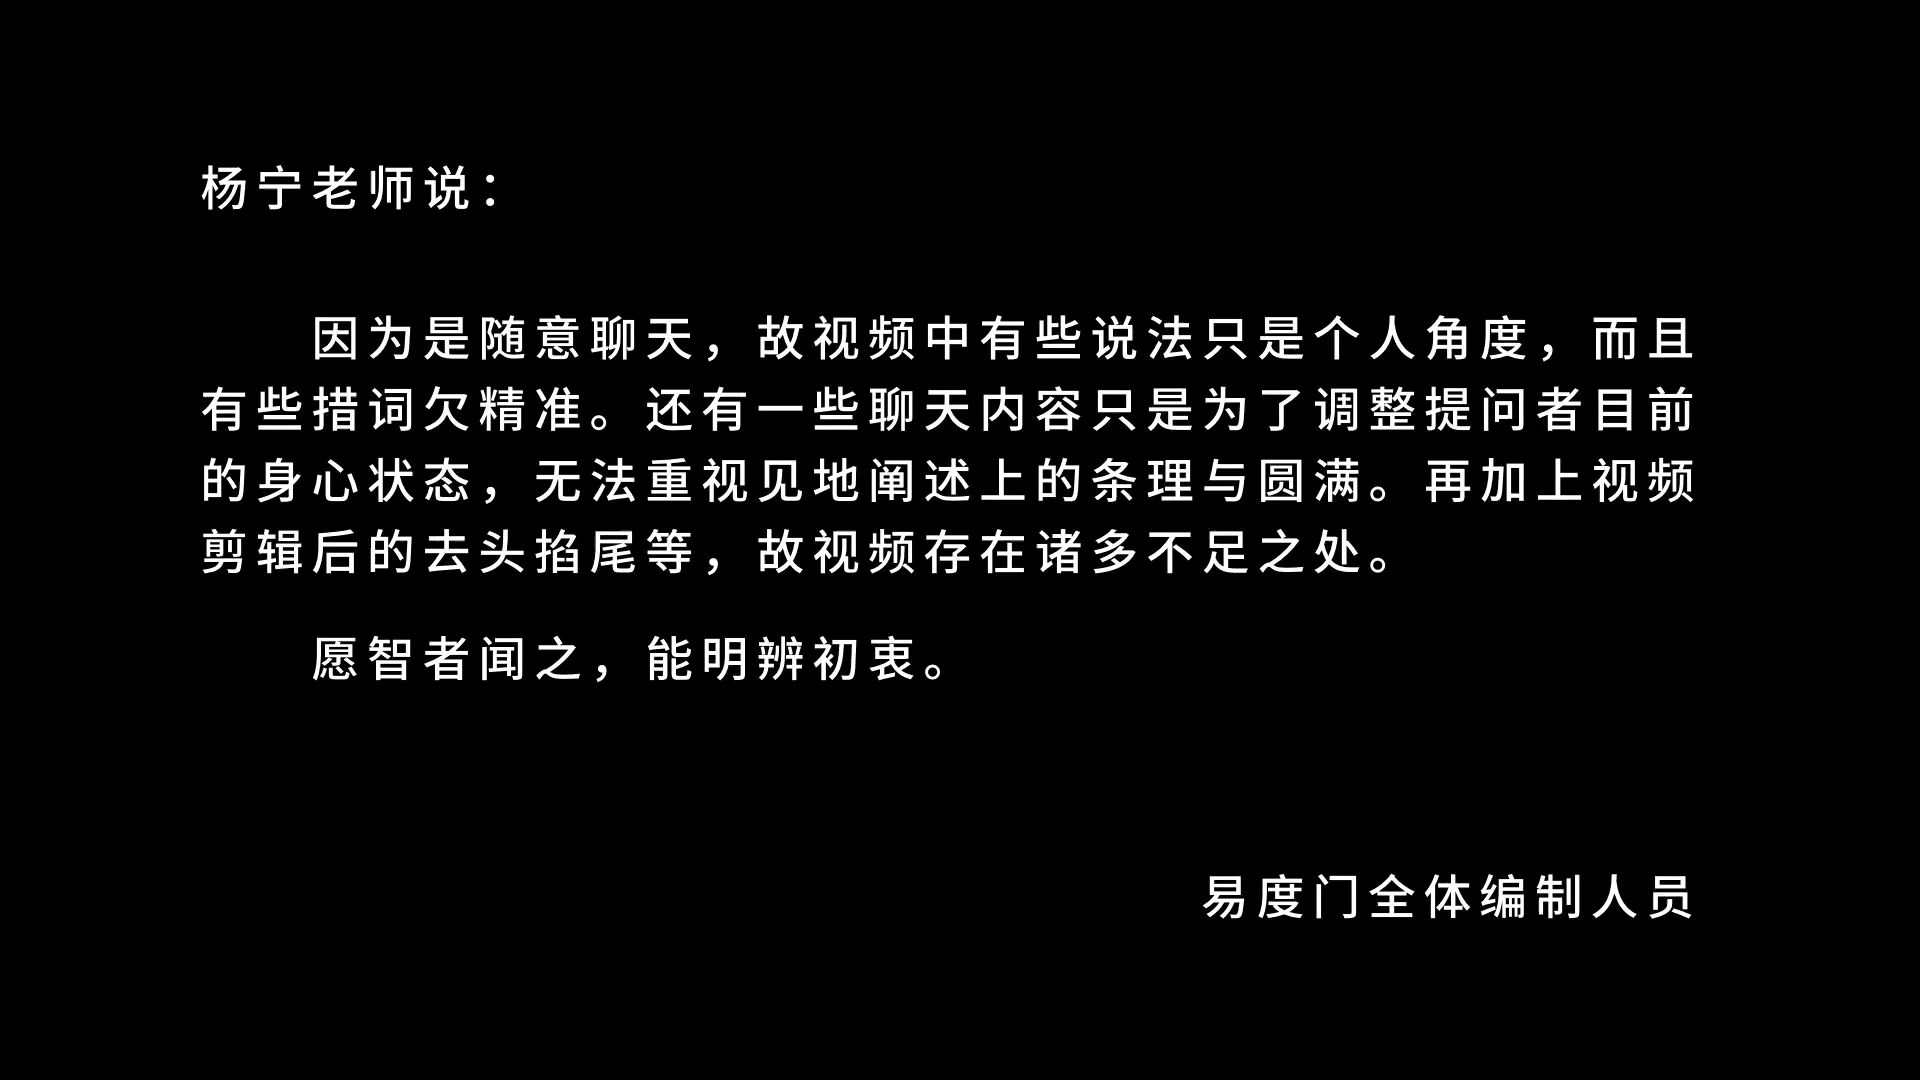 杨宁老师说：
因为是随意聊天，故视频中有些说法只是个人角度，而且
有些措词欠精准。还有一些聊天内容只是为了调整提问者目前
的身心状态，无法重视见地阐述上的条理与圆满。再加上视频
剪辑后的去头掐尾等，故视频存在诸多不足之处。
愿智者闻之，能明辨初衷。
易度门全体编制人员